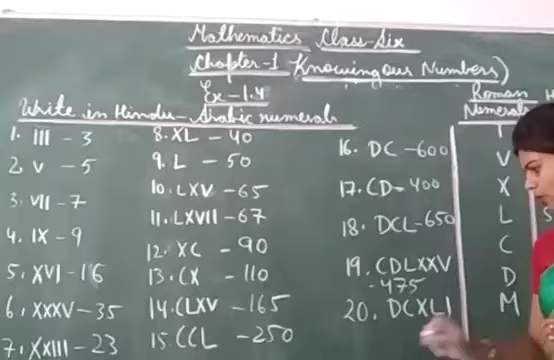 Mathematics Class-Six
Chapter-1 (Knowing our Numbers)
Ex-1.4
Write in Hindu-Arabic numerals
1. III - 3
2. V - 5
3. VII - 7
4. IX - 9
5. XVI - 16
6. XXXV - 35
7. XXIII - 23
8. XL - 40
9. L - 50
10. LXV - 65
11. LXVII - 67
12. XC - 90
13. CX - 110
14. CLXV - 165
15. CCL - 250
16. DC - 600
17. CD - 400
18. DCL - 650
19. CDLXXV
- 475
20. DCXLI
Roman
Numerals
I
V
X
L
C
D
M